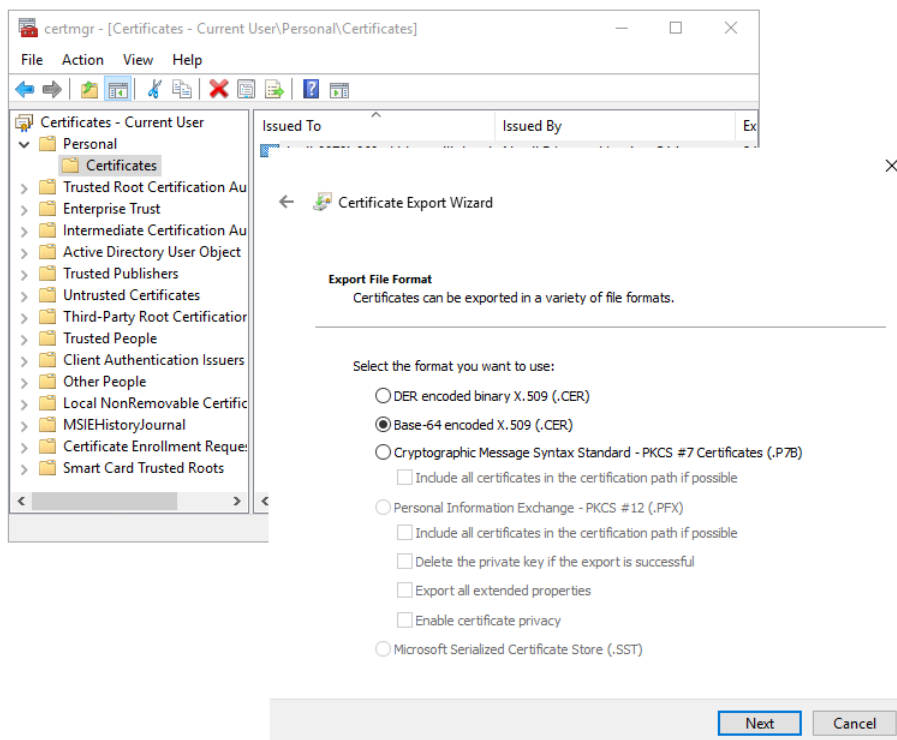 certmgr - [Certificates - Current User\Personal\Certificates]
File Action View Help
Certificates - Current User
Personal
Certificates
Trusted Root Certification Au
Enterprise Trust
Intermediate Certification Au
Active Directory User Object
Trusted Publishers
Untrusted Certificates
Third-Party Root Certification
Trusted People
Client Authentication Issuers
Other People
Local NonRemovable Certific
MSIEHistoryJournal
Certificate Enrollment Reques
Smart Card Trusted Roots
Issued To Issued By Ex
Certificate Export Wizard
Export File Format
Certificates can be exported in a variety of file formats.
Select the format you want to use:
DER encoded binary X.509 (.CER)
Base-64 encoded X.509 (.CER)
Cryptographic Message Syntax Standard - PKCS #7 Certificates (.P7B)
Include all certificates in the certification path if possible
Personal Information Exchange - PKCS #12 (.PFX)
Include all certificates in the certification path if possible
Delete the private key if the export is successful
Export all extended properties
Enable certificate privacy
Microsoft Serialized Certificate Store (.SST)
Next Cancel